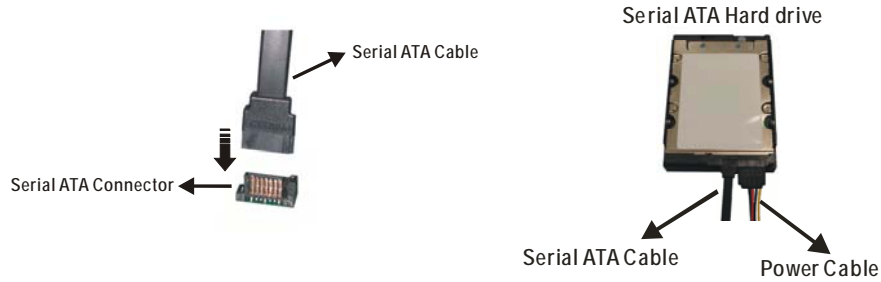 Serial ATA Hard drive
Serial ATA Cable
Serial ATA Connector
Serial ATA Cable
Power Cable